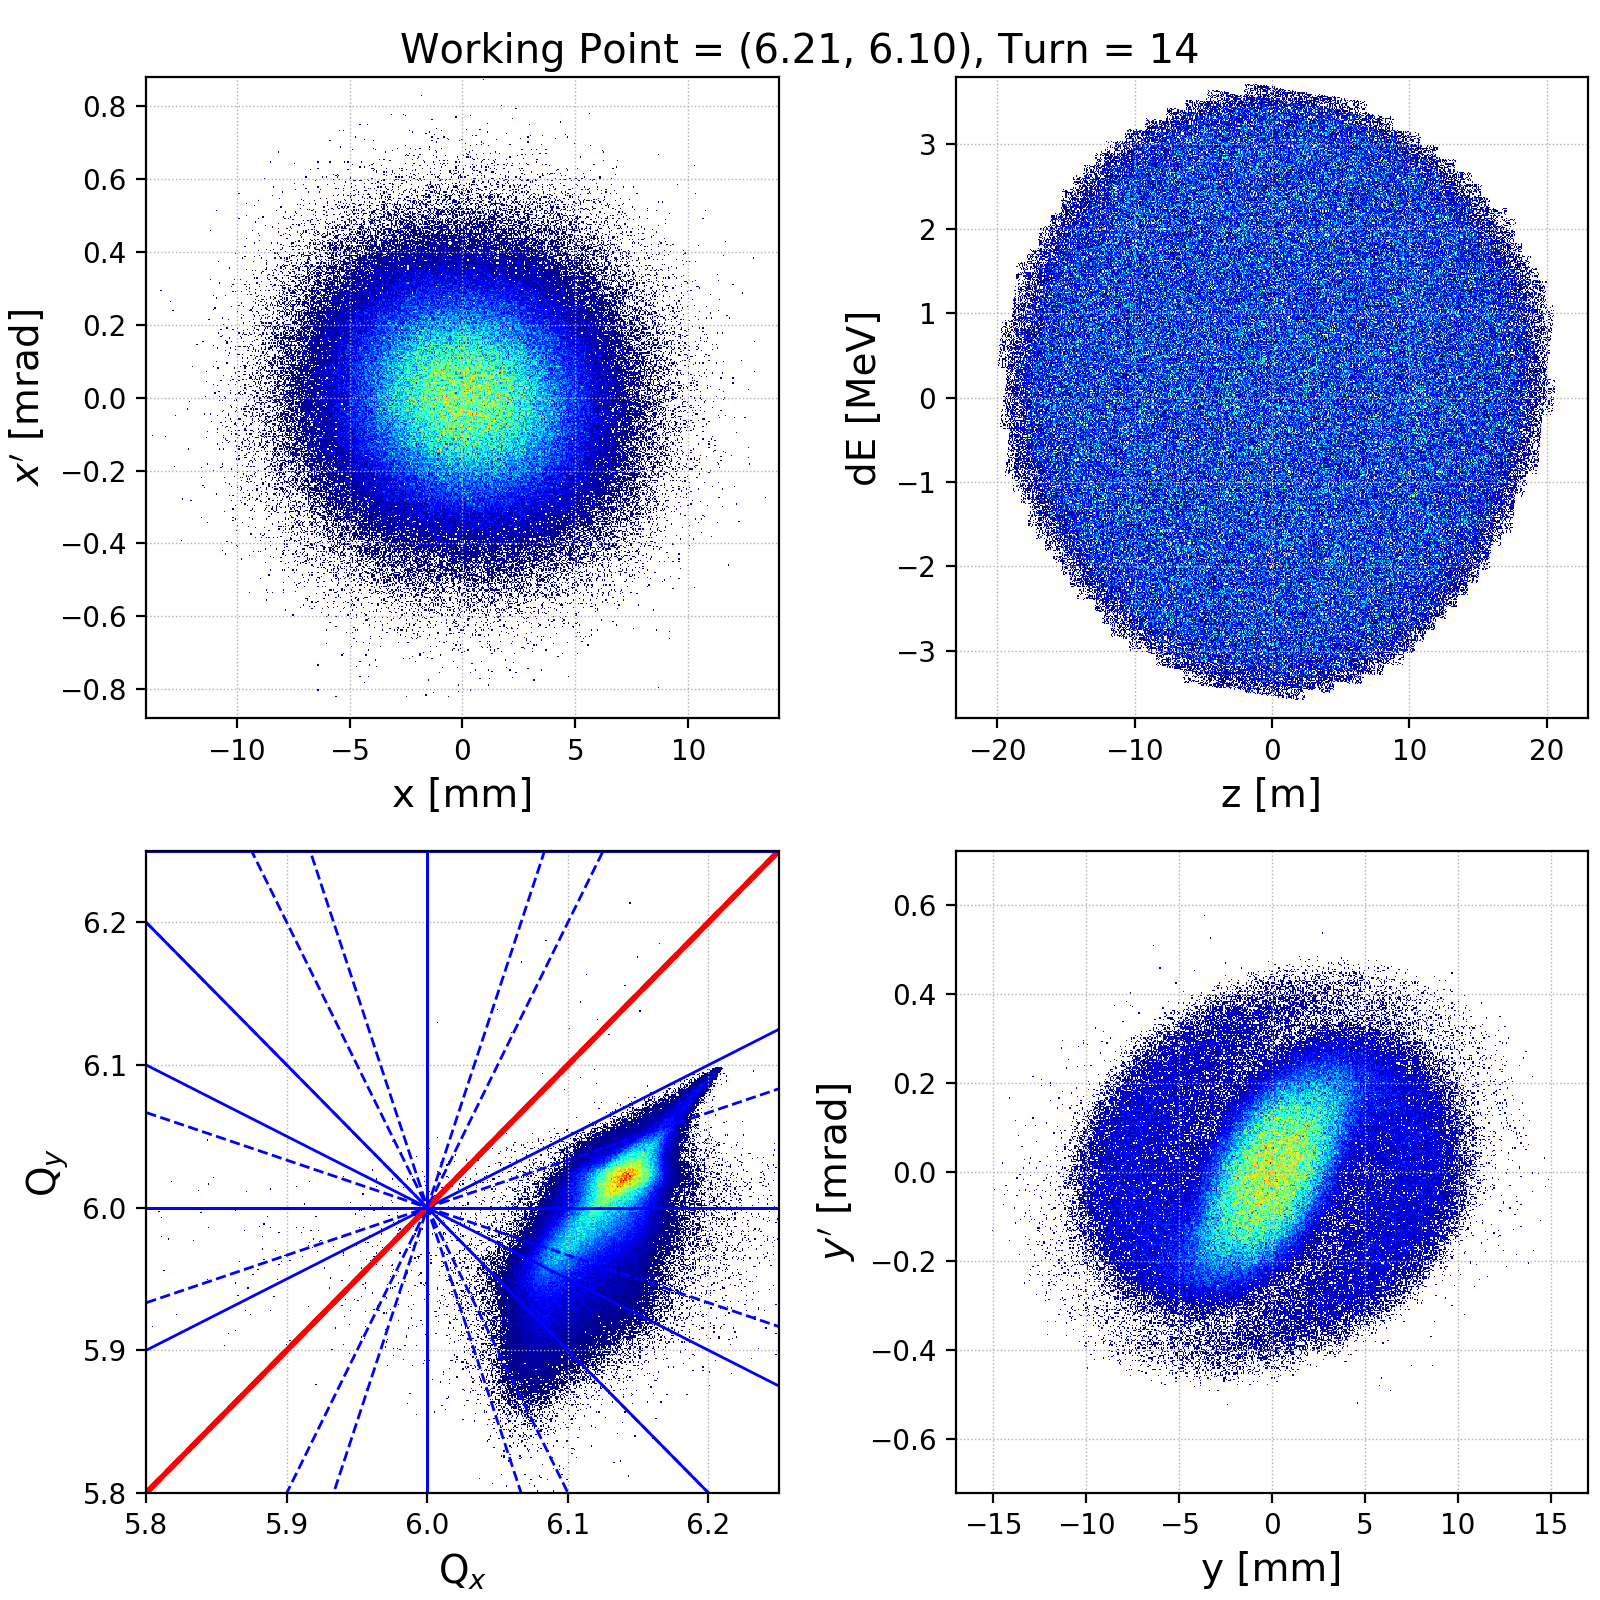 Working Point = (6.21, 6.10), Turn = 14
0.8
0.6
0.4
0.2
0.0
−0.2
−0.4
−0.6
−0.8
x′ [mrad]
−10 −5 0 5 10
x [mm]
3
2
1
0
−1
−2
−3
dE [MeV]
−20 −10 0 10 20
z [m]
6.2
6.1
6.0
5.9
5.8
Qy
5.8 5.9 6.0 6.1 6.2
Qx
0.6
0.4
0.2
0.0
−0.2
−0.4
−0.6
y′ [mrad]
−15 −10 −5 0 5 10 15
y [mm]